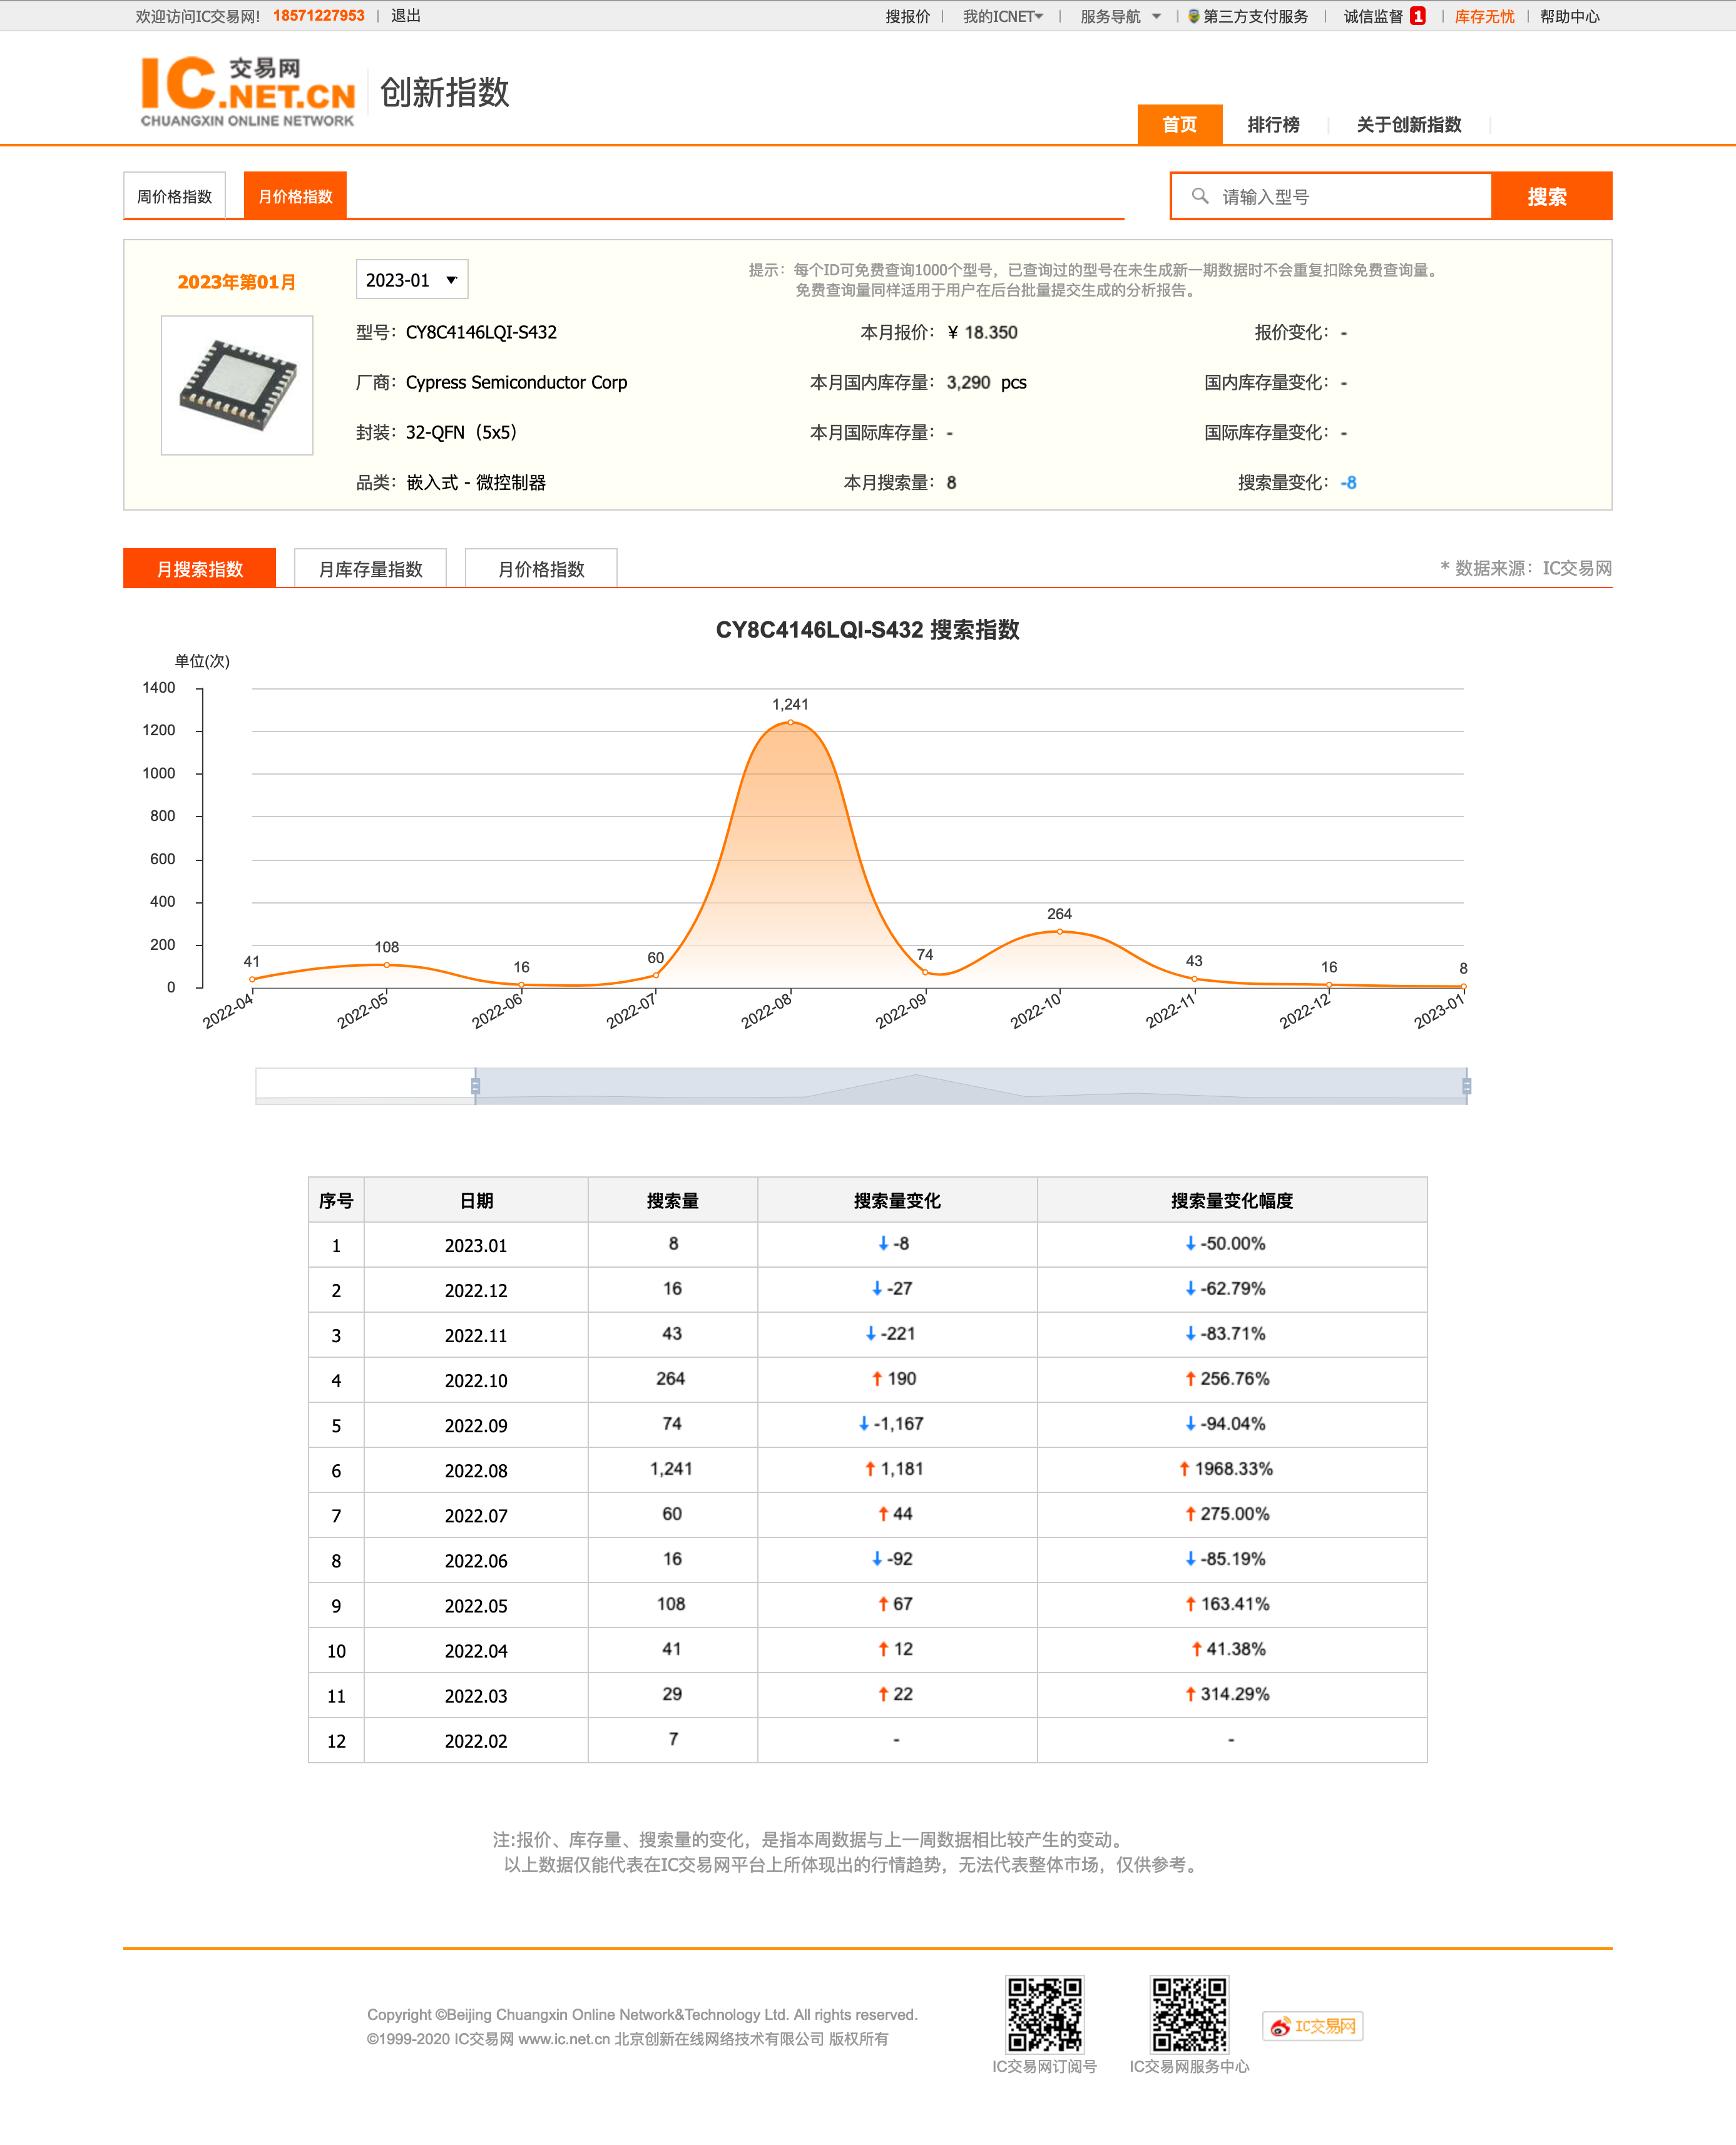 欢迎访问IC交易网! 18571227953 | 退出
搜报价 | 我的ICNET | 服务导航 | 第三方支付服务 | 诚信监督 1 | 库存无忧 | 帮助中心
IC 交易网
.NET.CN
CHUANGXIN ONLINE NETWORK
创新指数
首页 排行榜 关于创新指数
周价格指数 月价格指数
请输入型号 搜索
2023年第01月 2023-01
提示：每个ID可免费查询1000个型号，已查询过的型号在未生成新一期数据时不会重复扣除免费查询量。
免费查询量同样适用于用户在后台批量提交生成的分析报告。
型号：CY8C4146LQI-S432 本月报价：¥ 18.350 报价变化：-
厂商：Cypress Semiconductor Corp 本月国内库存量：3,290 pcs 国内库存量变化：-
封装：32-QFN（5x5） 本月国际库存量：- 国际库存量变化：-
品类：嵌入式 - 微控制器 本月搜索量：8 搜索量变化：-8
月搜索指数 月库存量指数 月价格指数 * 数据来源：IC交易网
CY8C4146LQI-S432 搜索指数
单位(次)
1400
1200
1000
800
600
400
200
0
41 108 16 60 1,241 74 264 43 16 8
2022-04 2022-05 2022-06 2022-07 2022-08 2022-09 2022-10 2022-11 2022-12 2023-01
序号 日期 搜索量 搜索量变化 搜索量变化幅度
1 2023.01 8 ↓ -8 ↓ -50.00%
2 2022.12 16 ↓ -27 ↓ -62.79%
3 2022.11 43 ↓ -221 ↓ -83.71%
4 2022.10 264 ↑ 190 ↑ 256.76%
5 2022.09 74 ↓ -1,167 ↓ -94.04%
6 2022.08 1,241 ↑ 1,181 ↑ 1968.33%
7 2022.07 60 ↑ 44 ↑ 275.00%
8 2022.06 16 ↓ -92 ↓ -85.19%
9 2022.05 108 ↑ 67 ↑ 163.41%
10 2022.04 41 ↑ 12 ↑ 41.38%
11 2022.03 29 ↑ 22 ↑ 314.29%
12 2022.02 7 - -
注:报价、库存量、搜索量的变化，是指本周数据与上一周数据相比较产生的变动。
以上数据仅能代表在IC交易网平台上所体现出的行情趋势，无法代表整体市场，仅供参考。
Copyright ©Beijing Chuangxin Online Network&Technology Ltd. All rights reserved.
©1999-2020 IC交易网 www.ic.net.cn 北京创新在线网络技术有限公司 版权所有
IC交易网订阅号 IC交易网服务中心
IC交易网